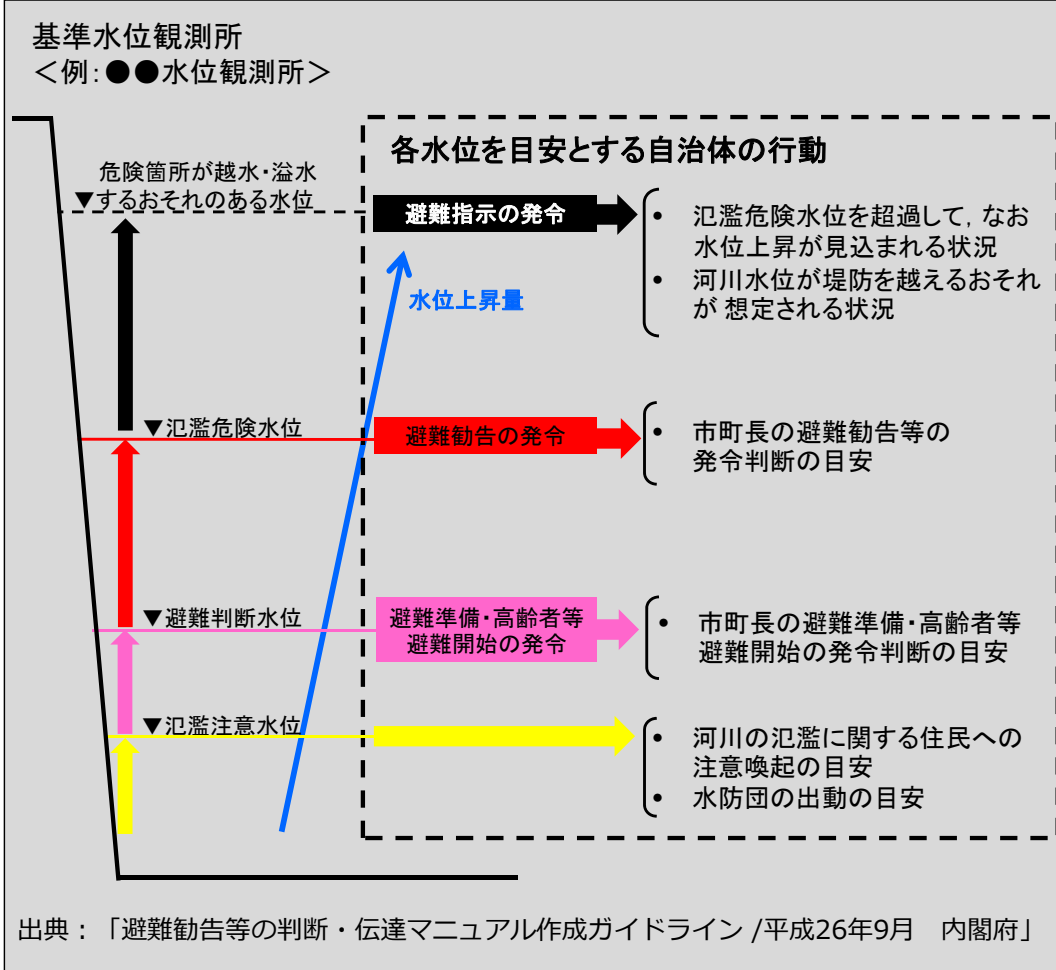 基準水位観測所
＜例：●●水位観測所＞
各水位を目安とする自治体の行動
危険箇所が越水・溢水
▼するおそれのある水位
避難指示の発令
• 氾濫危険水位を超過して，なお
水位上昇が見込まれる状況
• 河川水位が堤防を越えるおそれ
が 想定される状況
水位上昇量
▼氾濫危険水位
避難勧告の発令
• 市町長の避難勧告等の
発令判断の目安
▼避難判断水位
避難準備・高齢者等
避難開始の発令
• 市町長の避難準備・高齢者等
避難開始の発令判断の目安
▼氾濫注意水位
• 河川の氾濫に関する住民への
注意喚起の目安
• 水防団の出動の目安
出典：「避難勧告等の判断・伝達マニュアル作成ガイドライン /平成26年9月　内閣府」